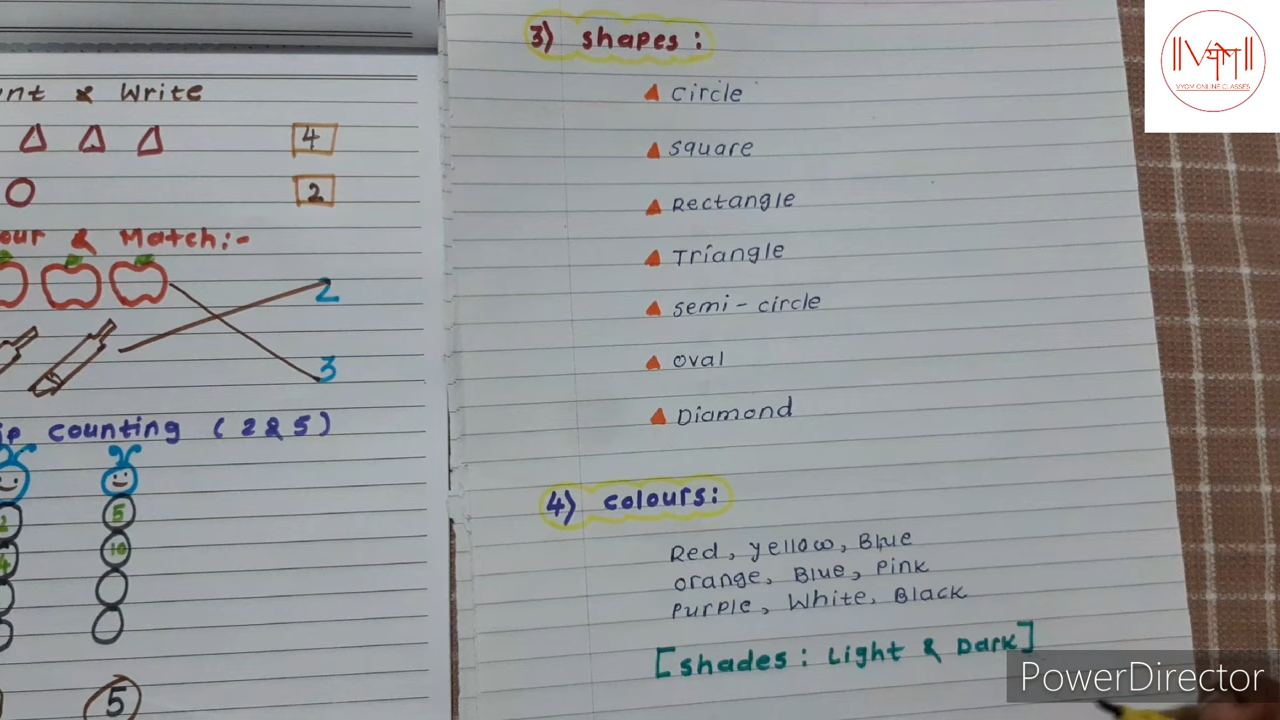 & Write
4
2
& Match:-
2
3
counting (2 & 5)
2
5
4
10
5
3) shapes:
circle
square
Rectangle
Triangle
semi-circle
oval
Diamond
4) colours:
Red, yellow, Blue
orange, Blue, Pink
Purple, White, Black
[shades: Light & Dark]
व्योम
VYOM ONLINE CLASSES
PowerDirector